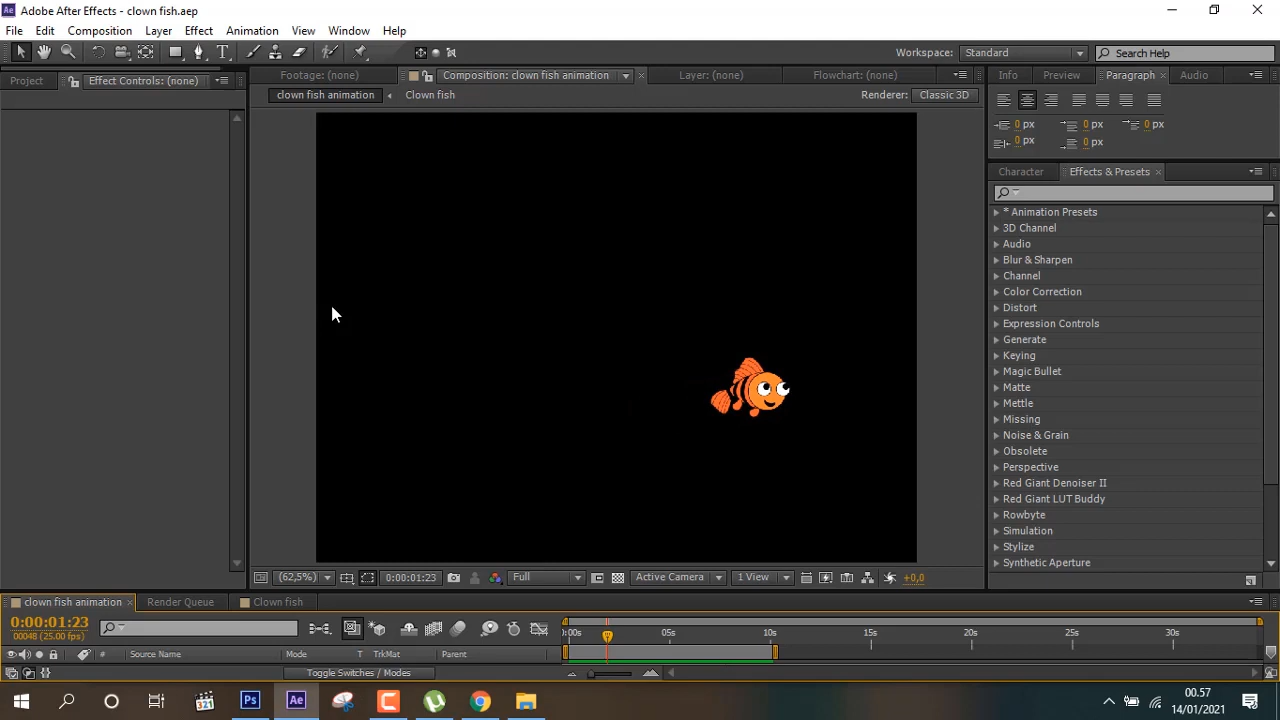 Adobe After Effects - clown fish.aep
File Edit Composition Layer Effect Animation View Window Help
Workspace: Standard Search Help
Project Effect Controls: (none) Footage: (none) Composition: clown fish animation Layer: (none) Flowchart: (none) Info Preview Paragraph Audio
clown fish animation Clown fish Renderer: Classic 3D
0 px 0 px 0 px
0 px 0 px
Character Effects & Presets
* Animation Presets
3D Channel
Audio
Blur & Sharpen
Channel
Color Correction
Distort
Expression Controls
Generate
Keying
Magic Bullet
Matte
Mettle
Missing
Noise & Grain
Obsolete
Perspective
Red Giant Denoiser II
Red Giant LUT Buddy
Rowbyte
Simulation
Stylize
Synthetic Aperture
(62,5%) 0:00:01:23 Full Active Camera 1 View +0,0
clown fish animation Render Queue Clown fish
0:00:01:23
00048 (25.00 fps)
):00s 05s 10s 15s 20s 25s 30s
# Source Name Mode T TrkMat Parent
Toggle Switches / Modes
321 Ps Ae
00.57
14/01/2021